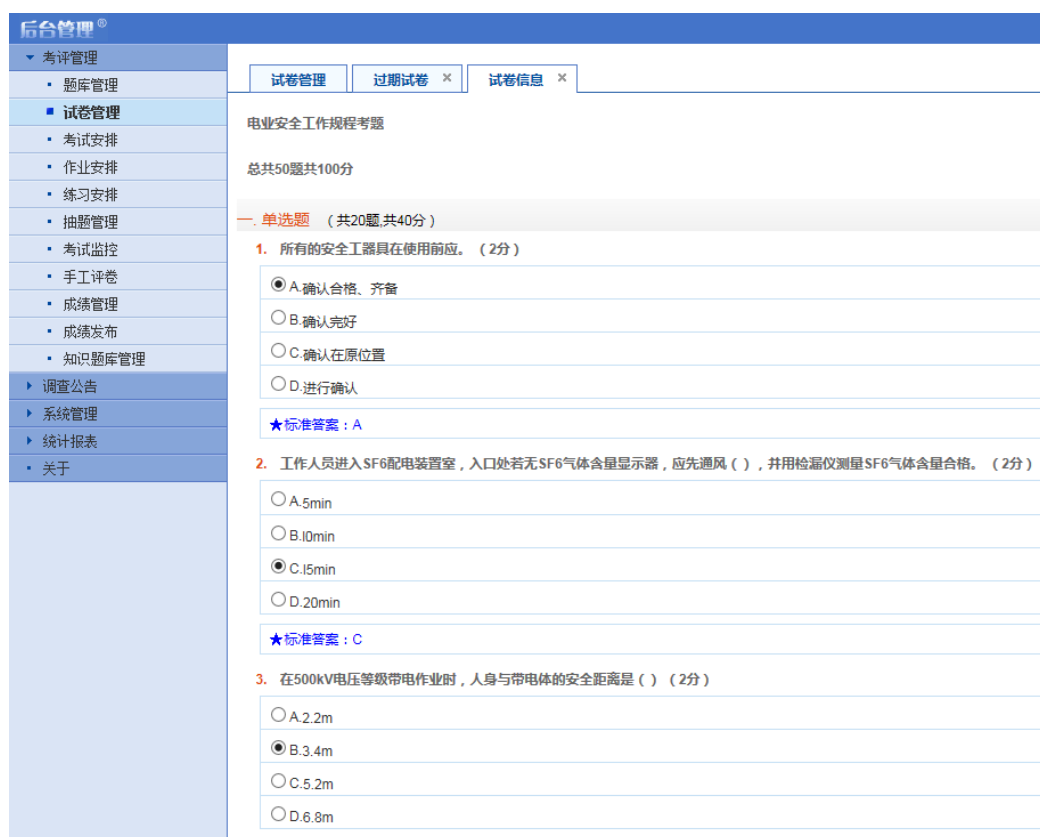 后台管理®
考评管理
题库管理
试卷管理
考试安排
作业安排
练习安排
抽题管理
考试监控
手工评卷
成绩管理
成绩发布
知识题库管理
调查公告
系统管理
统计报表
关于
试卷管理 过期试卷 × 试卷信息 ×
电业安全工作规程考题
总共50题共100分
一. 单选题 （共20题,共40分）
1. 所有的安全工器具在使用前应。（2分）
A.确认合格、齐备
B.确认完好
C.确认在原位置
D.进行确认
★标准答案：A
2. 工作人员进入SF6配电装置室，入口处若无SF6气体含量显示器，应先通风( )，并用检漏仪测量SF6气体含量合格。（2分）
A.5min
B.l0min
C.l5min
D.20min
★标准答案：C
3. 在500kV电压等级带电作业时，人身与带电体的安全距离是( )（2分）
A.2.2m
B.3.4m
C.5.2m
D.6.8m